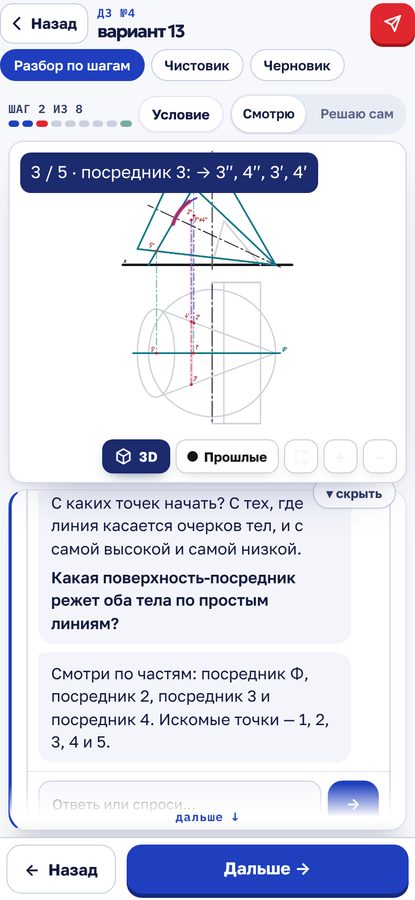 Назад
ДЗ №4
вариант 13
Разбор по шагам
Чистовик
Черновик
ШАГ 2 ИЗ 8
Условие
Смотрю
Решаю сам
3 / 5 · посредник 3: → 3″, 4″, 3′, 4′
3D
Прошлые
▾ скрыть
С каких точек начать? С тех, где
линия касается очерков тел, и с
самой высокой и самой низкой.
Какая поверхность-посредник
режет оба тела по простым
линиям?
Смотри по частям: посредник Ф,
посредник 2, посредник 3 и
посредник 4. Искомые точки — 1, 2,
3, 4 и 5.
Ответь или спроси...
дальше ↓
← Назад
Дальше →